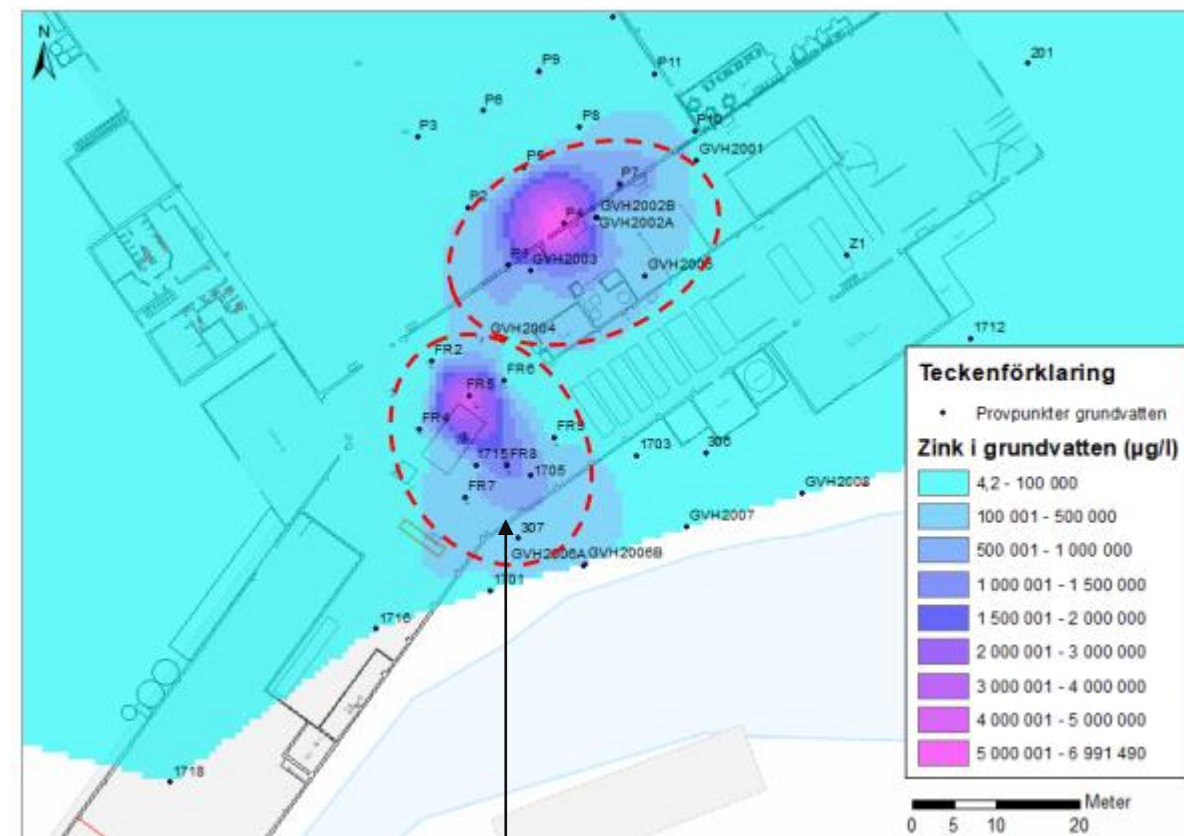 N
201
P9
P11
P6
P8
P10
P3
GVH2001
P5
P7
P2
GVH2002B
P4
GVH2002A
Z1
P1
GVH2003
GVH2005
GVH2004
1712
FR2
FR6
FR5
FR4
1703
306
1715
FR8
1705
FR7
GVH2008
GVH2007
307
GVH2006A
GVH2006B
1701
1716
1718
Teckenförklaring
Provpunkter grundvatten
Zink i grundvatten (µg/l)
4,2 - 100 000
100 001 - 500 000
500 001 - 1 000 000
1 000 001 - 1 500 000
1 500 001 - 2 000 000
2 000 001 - 3 000 000
3 000 001 - 4 000 000
4 000 001 - 5 000 000
5 000 001 - 6 991 490
Meter
0 5 10 20